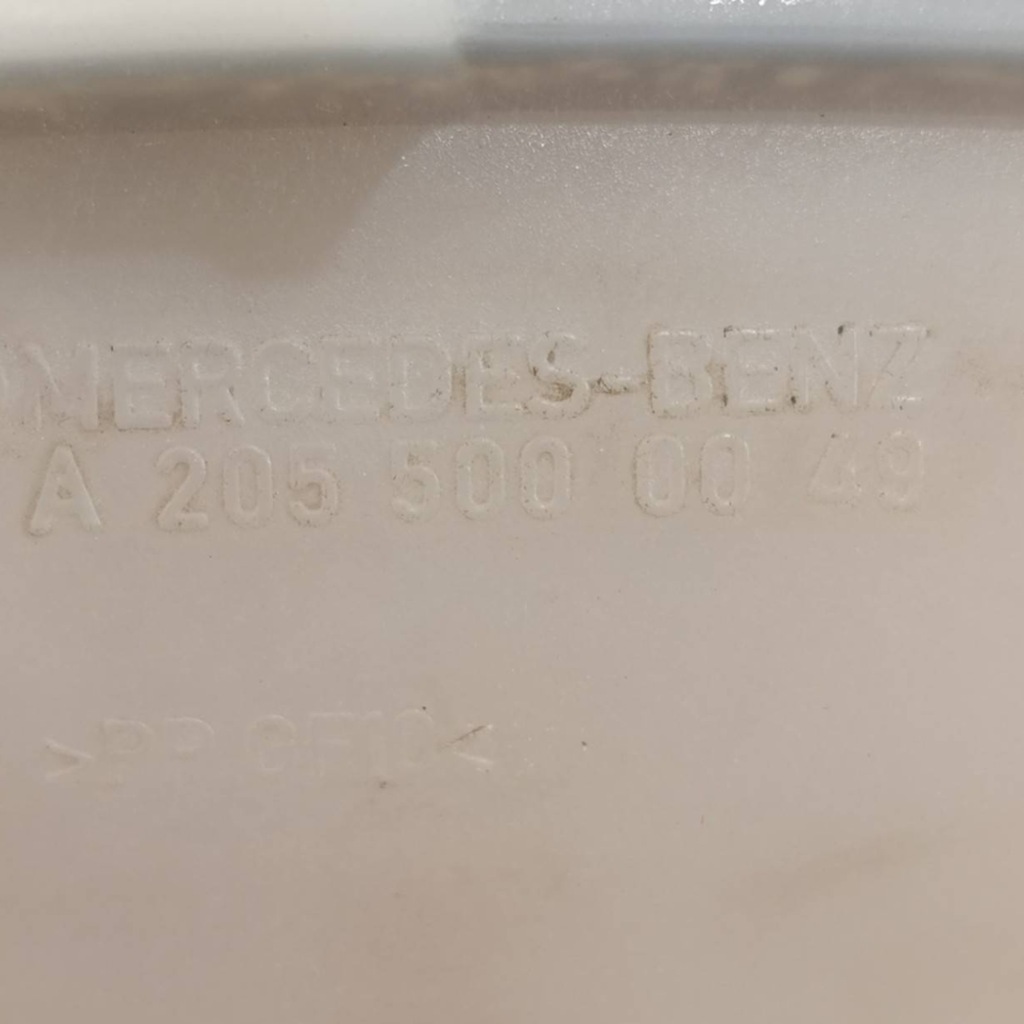 MERCEDES-BENZ
A 205 500 00 49
>PP GF10<